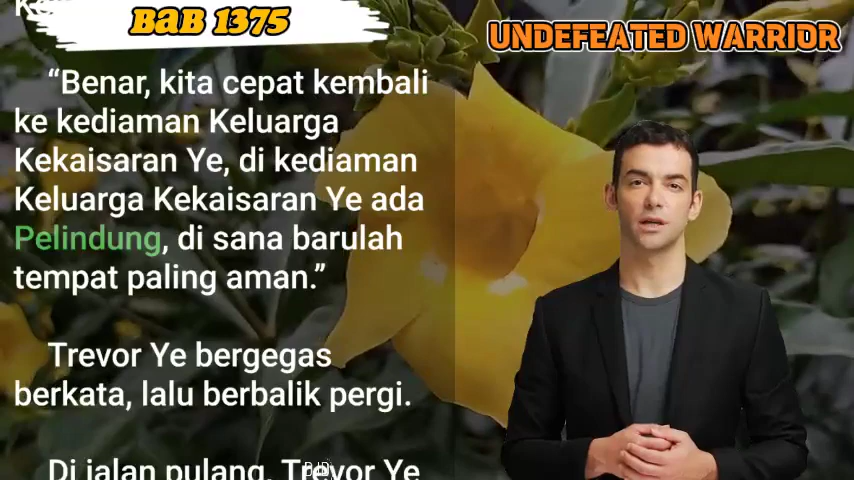 BAB 1375
UNDEFEATED WARRIOR
“Benar, kita cepat kembali
ke kediaman Keluarga
Kekaisaran Ye, di kediaman
Keluarga Kekaisaran Ye ada
Pelindung, di sana barulah
tempat paling aman.”
Trevor Ye bergegas
berkata, lalu berbalik pergi.
Di jalan pulang, Trevor Ye